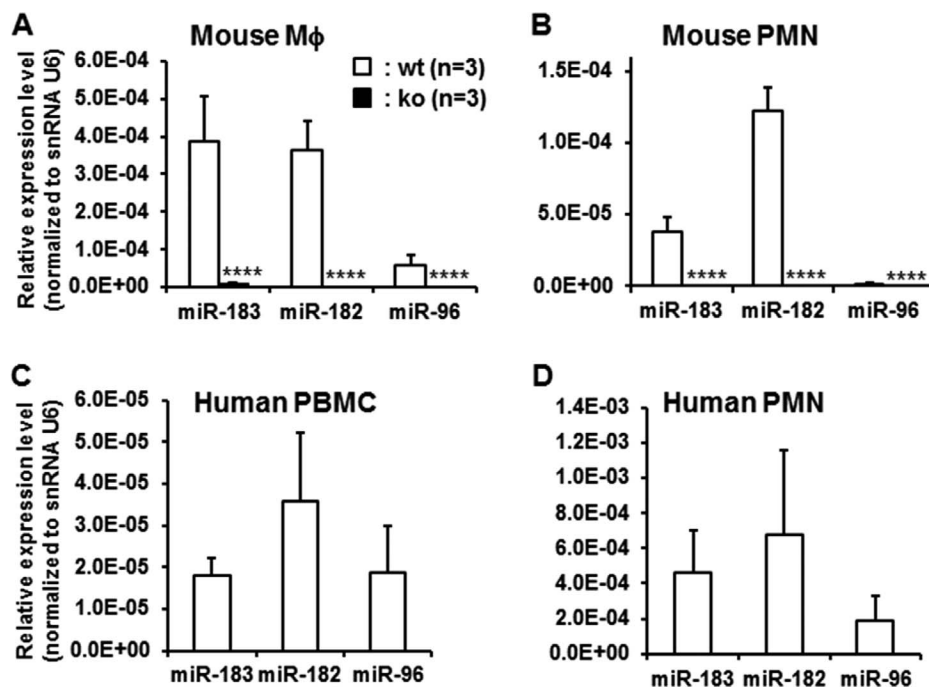 A
Mouse Mϕ
Relative expression level
(normalized to snRNA U6)
6.0E-04
5.0E-04
4.0E-04
3.0E-04
2.0E-04
1.0E-04
0.0E+00
: wt (n=3)
: ko (n=3)
**** **** ****
miR-183 miR-182 miR-96
B
Mouse PMN
1.5E-04
1.0E-04
5.0E-05
0.0E+00
**** **** ****
miR-183 miR-182 miR-96
C
Human PBMC
Relative expression level
(normalized to snRNA U6)
6.0E-05
5.0E-05
4.0E-05
3.0E-05
2.0E-05
1.0E-05
0.0E+00
miR-183 miR-182 miR-96
D
Human PMN
1.4E-03
1.2E-03
1.0E-03
8.0E-04
6.0E-04
4.0E-04
2.0E-04
0.0E+00
miR-183 miR-182 miR-96